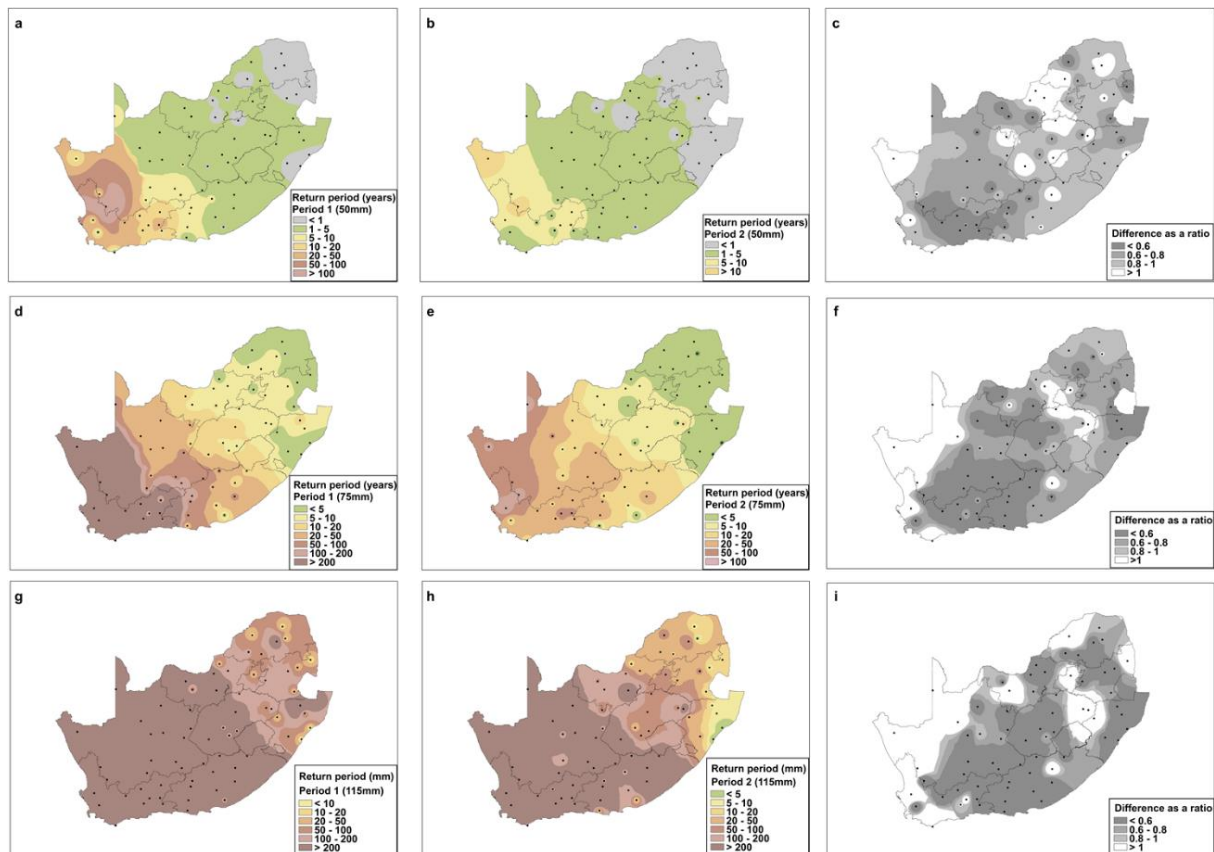 a
Return period (years)
Period 1 (50mm)
< 1
1 - 5
5 - 10
10 - 20
20 - 50
50 - 100
> 100
b
Return period (years)
Period 2 (50mm)
< 1
1 - 5
5 - 10
> 10
c
Difference as a ratio
< 0.6
0.6 - 0.8
0.8 - 1
> 1
d
Return period (years)
Period 1 (75mm)
< 5
5 - 10
10 - 20
20 - 50
50 - 100
100 - 200
> 200
e
Return period (years)
Period 2 (75mm)
< 5
5 - 10
10 - 20
20 - 50
50 - 100
> 100
f
Difference as a ratio
< 0.6
0.6 - 0.8
0.8 - 1
>1
g
Return period (mm)
Period 1 (115mm)
< 10
10 - 20
20 - 50
50 - 100
100 - 200
> 200
h
Return period (mm)
Period 2 (115mm)
< 5
5 - 10
10 - 20
20 - 50
50 - 100
100 - 200
> 200
i
Difference as a ratio
< 0.6
0.6 - 0.8
0.8 - 1
> 1